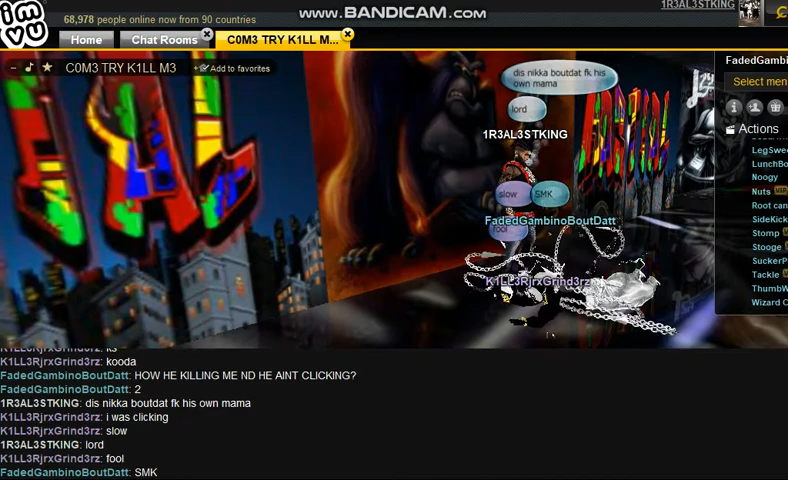 im
vu
68,978 people online now from 90 countries
www.BANDICAM.com
1R3AL3STKING
Home
Chat Rooms
C0M3 TRY K1LL M...
C0M3 TRY K1LL M3
Add to favorites
FadedGambi
Select men
Actions
LegSwee
LunchBo
Noogy
Nuts
Root can
SideKick
Stomp
Stooge
SuckerP
Tackle
ThumbW
Wizard C
dis nikka boutdat fk his
own mama
lord
1R3AL3STKING
slow
SMK
FadedGambinoBoutDatt
fool
K1LL3RjrxGrind3rz
K1LL3RjrxGrind3rz: ks
K1LL3RjrxGrind3rz: kooda
FadedGambinoBoutDatt: HOW HE KILLING ME ND HE AINT CLICKING?
FadedGambinoBoutDatt: 2
1R3AL3STKING: dis nikka boutdat fk his own mama
K1LL3RjrxGrind3rz: i was clicking
K1LL3RjrxGrind3rz: slow
1R3AL3STKING: lord
K1LL3RjrxGrind3rz: fool
FadedGambinoBoutDatt: SMK